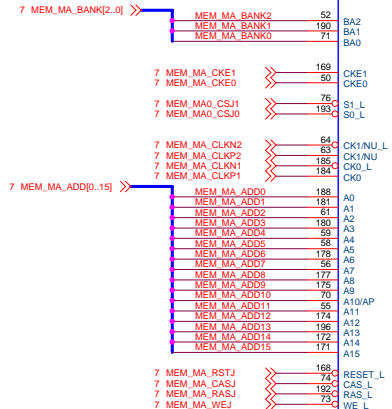 7 MEM_MA_BANK[2..0]
MEM_MA_BANK2 52 BA2
MEM_MA_BANK1 190 BA1
MEM_MA_BANK0 71 BA0
7 MEM_MA_CKE1 169 CKE1
7 MEM_MA_CKE0 50 CKE0
7 MEM_MA0_CSJ1 76 S1_L
7 MEM_MA0_CSJ0 193 S0_L
7 MEM_MA_CLKN2 64 CK1/NU_L
7 MEM_MA_CLKP2 63 CK1/NU
7 MEM_MA_CLKN1 185 CK0_L
7 MEM_MA_CLKP1 184 CK0
7 MEM_MA_ADD[0..15]
MEM_MA_ADD0 188 A0
MEM_MA_ADD1 181 A1
MEM_MA_ADD2 61 A2
MEM_MA_ADD3 180 A3
MEM_MA_ADD4 59 A4
MEM_MA_ADD5 58 A5
MEM_MA_ADD6 178 A6
MEM_MA_ADD7 56 A7
MEM_MA_ADD8 177 A8
MEM_MA_ADD9 175 A9
MEM_MA_ADD10 70 A10/AP
MEM_MA_ADD11 55 A11
MEM_MA_ADD12 174 A12
MEM_MA_ADD13 196 A13
MEM_MA_ADD14 172 A14
MEM_MA_ADD15 171 A15
7 MEM_MA_RSTJ 168 RESET_L
7 MEM_MA_CASJ 74 CAS_L
7 MEM_MA_RASJ 192 RAS_L
7 MEM_MA_WEJ 73 WE_L